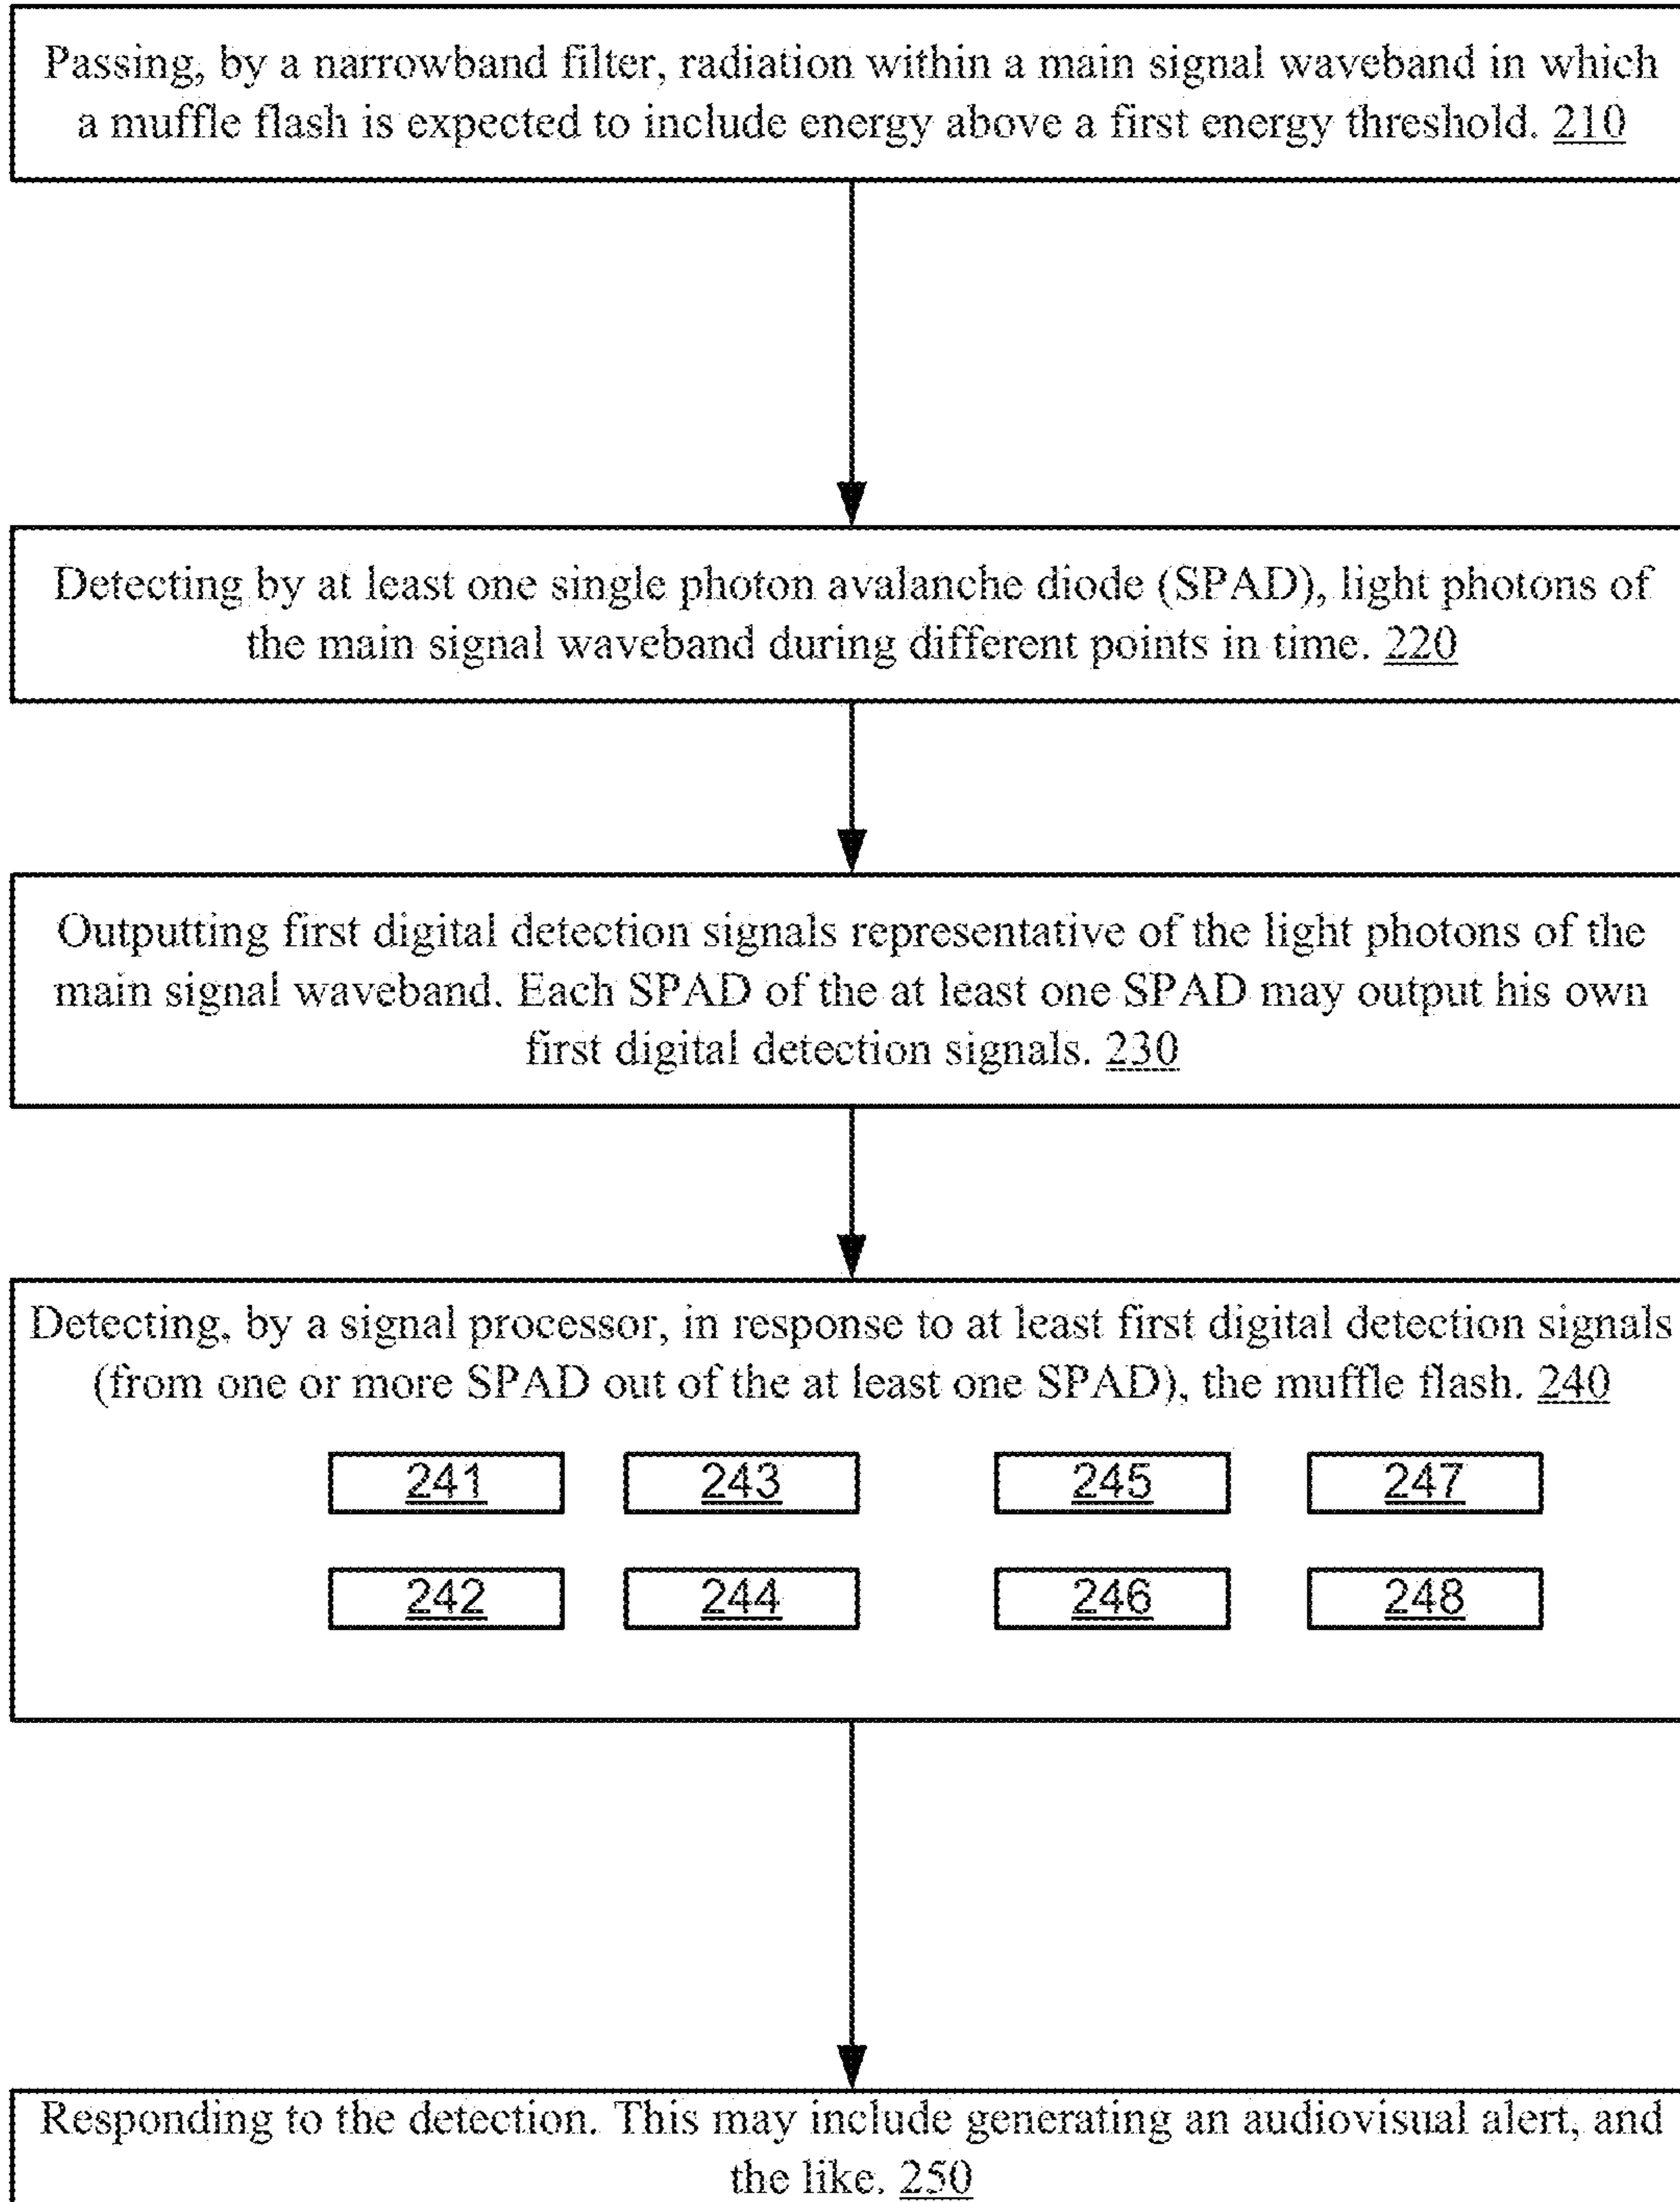 Passing, by a narrowband filter, radiation within a main signal waveband in which
a muffle flash is expected to include energy above a first energy threshold. 210
Detecting by at least one single photon avalanche diode (SPAD), light photons of
the main signal waveband during different points in time. 220
Outputting first digital detection signals representative of the light photons of the
main signal waveband. Each SPAD of the at least one SPAD may output his own
first digital detection signals. 230
Detecting, by a signal processor, in response to at least first digital detection signals
(from one or more SPAD out of the at least one SPAD), the muffle flash. 240
241 243 245 247
242 244 246 248
Responding to the detection. This may include generating an audiovisual alert, and
the like. 250